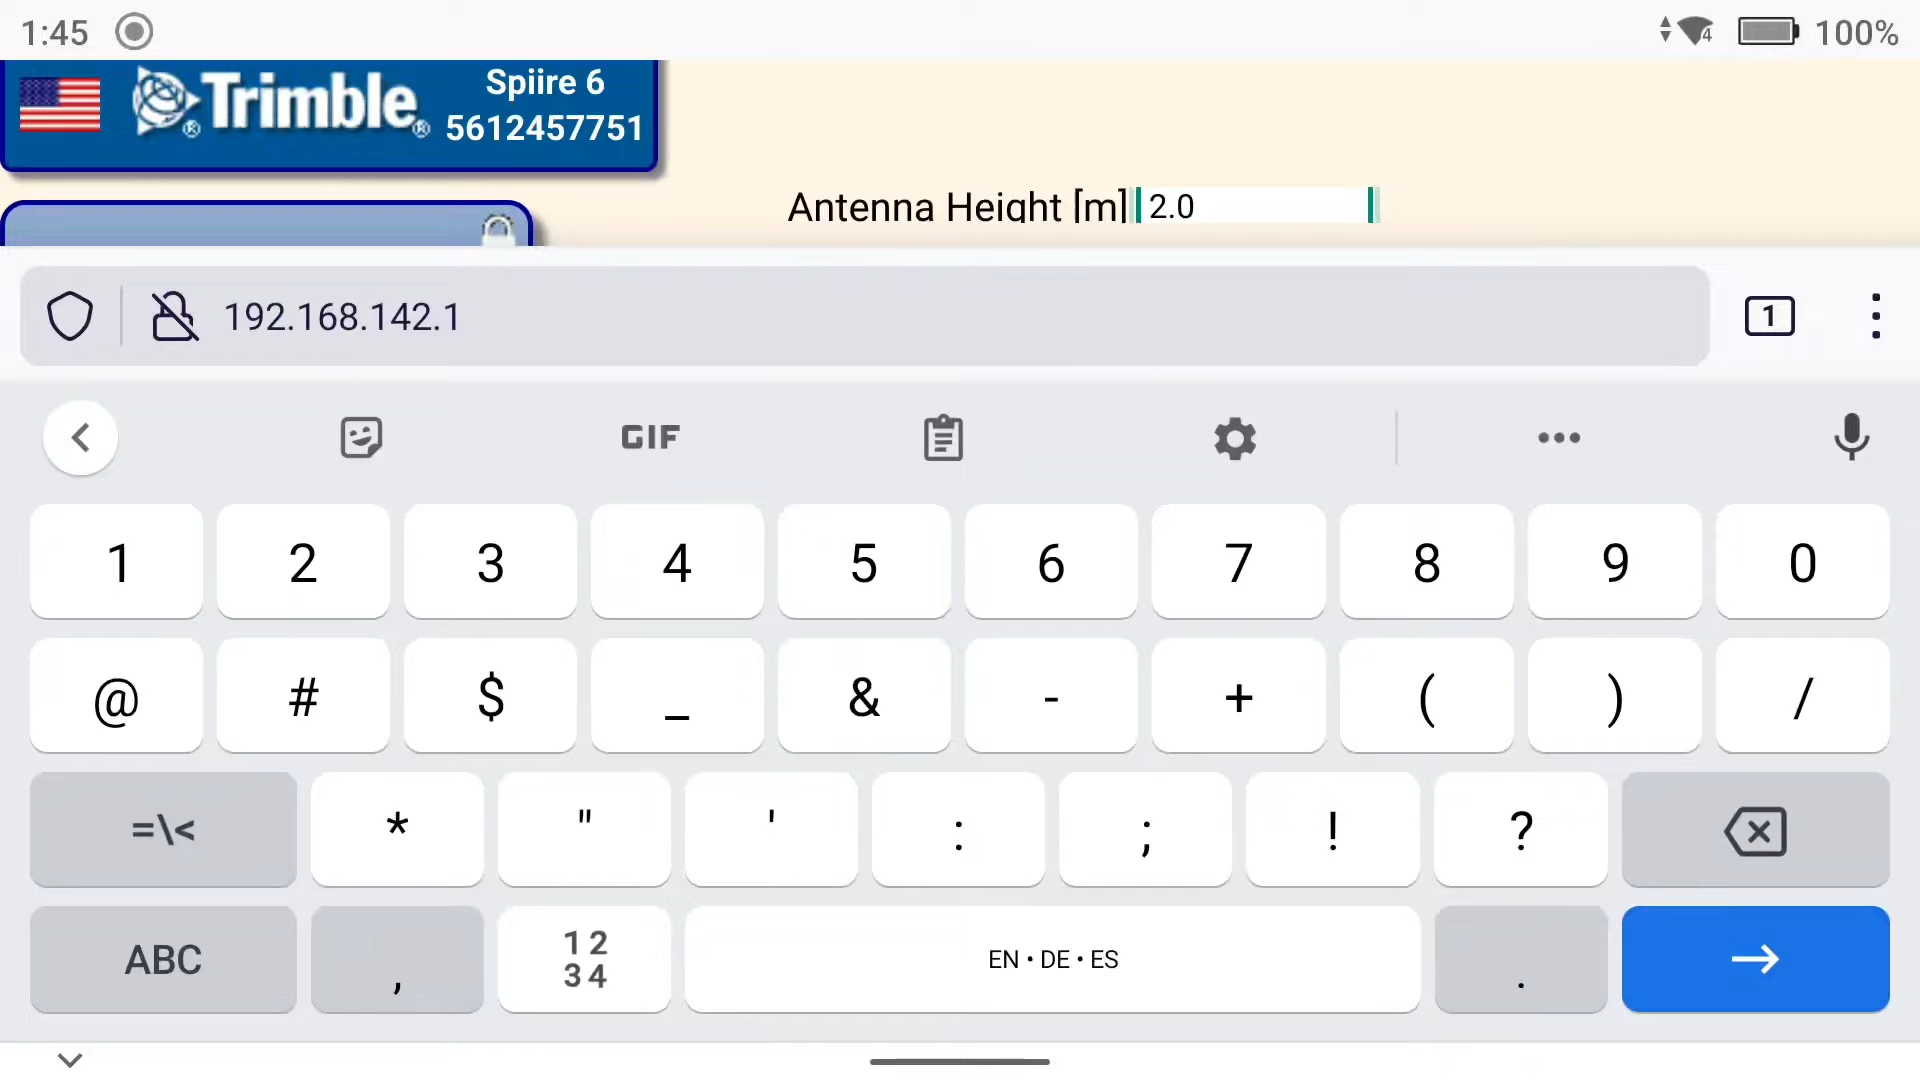 1:45
4
100%
Trimble®®
Spiire 6
5612457751
Antenna Height [m] 2.0
192.168.142.1
1
GIF
1 2 3 4 5 6 7 8 9 0
@ # $ _ & - + ( ) /
=\< * " ' : ; ! ?
ABC , 1 2 3 4 EN • DE • ES .